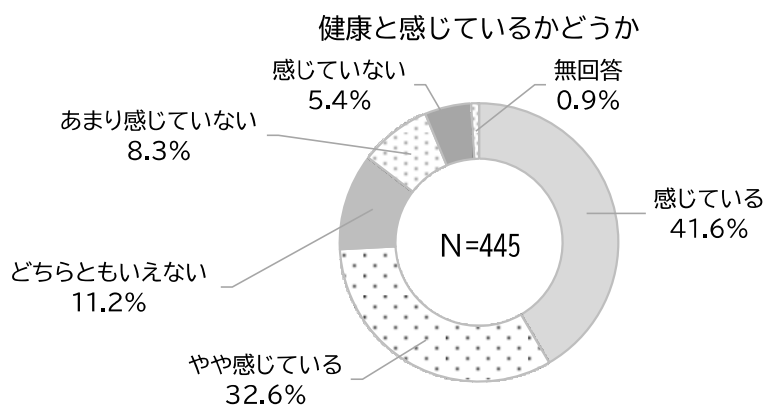 健康と感じているかどうか
感じていない
5.4%
無回答
0.9%
あまり感じていない
8.3%
感じている
41.6%
N=445
どちらともいえない
11.2%
やや感じている
32.6%